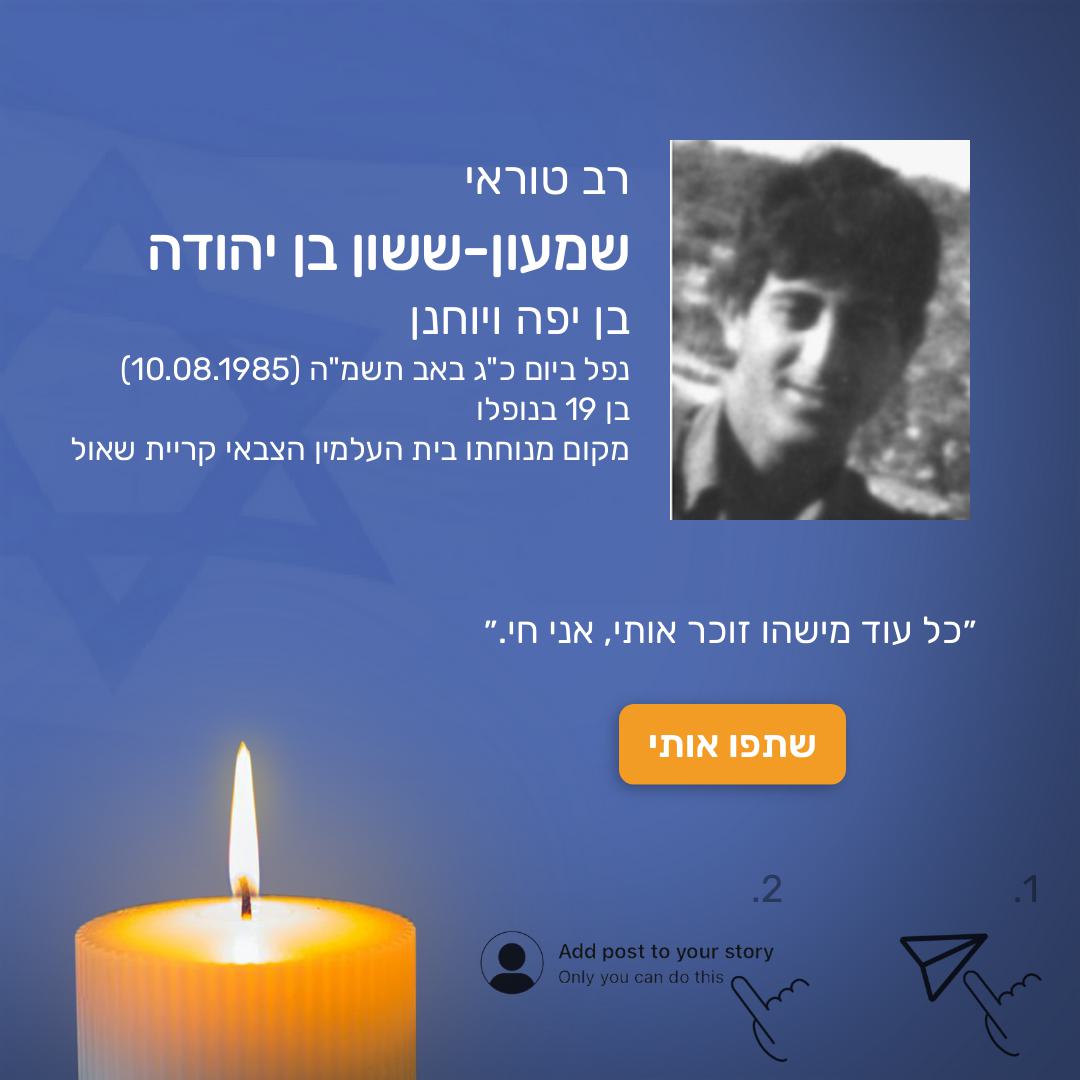 רב טוראי
שמעון-ששון בן יהודה
בן יפה ויוחנן
נפל ביום כ"ג באב תשמ"ה (10.08.1985)
בן 19 בנופלו
מקום מנוחתו בית העלמין הצבאי קריית שאול
״כל עוד מישהו זוכר אותי, אני חי.״
שתפו אותי
1.
2.
Add post to your story
Only you can do this